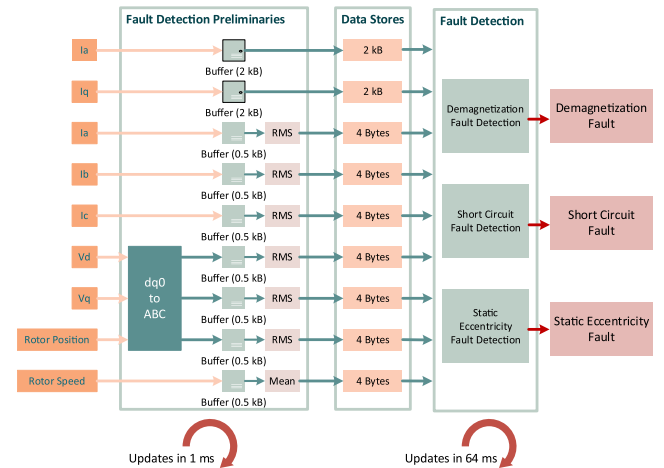 Fault Detection Preliminaries
Data Stores
Fault Detection
Ia
Buffer (2 kB)
2 kB
Iq
Buffer (2 kB)
2 kB
Ia
Buffer (0.5 kB)
RMS
4 Bytes
Ib
Buffer (0.5 kB)
RMS
4 Bytes
Ic
Buffer (0.5 kB)
RMS
4 Bytes
Vd
Buffer (0.5 kB)
RMS
4 Bytes
Vq
Buffer (0.5 kB)
RMS
4 Bytes
Rotor Position
Buffer (0.5 kB)
RMS
4 Bytes
Rotor Speed
Buffer (0.5 kB)
Mean
4 Bytes
dq0
to
ABC
Demagnetization
Fault Detection
Demagnetization
Fault
Short Circuit
Fault Detection
Short Circuit
Fault
Static
Eccentricity
Fault Detection
Static Eccentricity
Fault
Updates in 1 ms
Updates in 64 ms